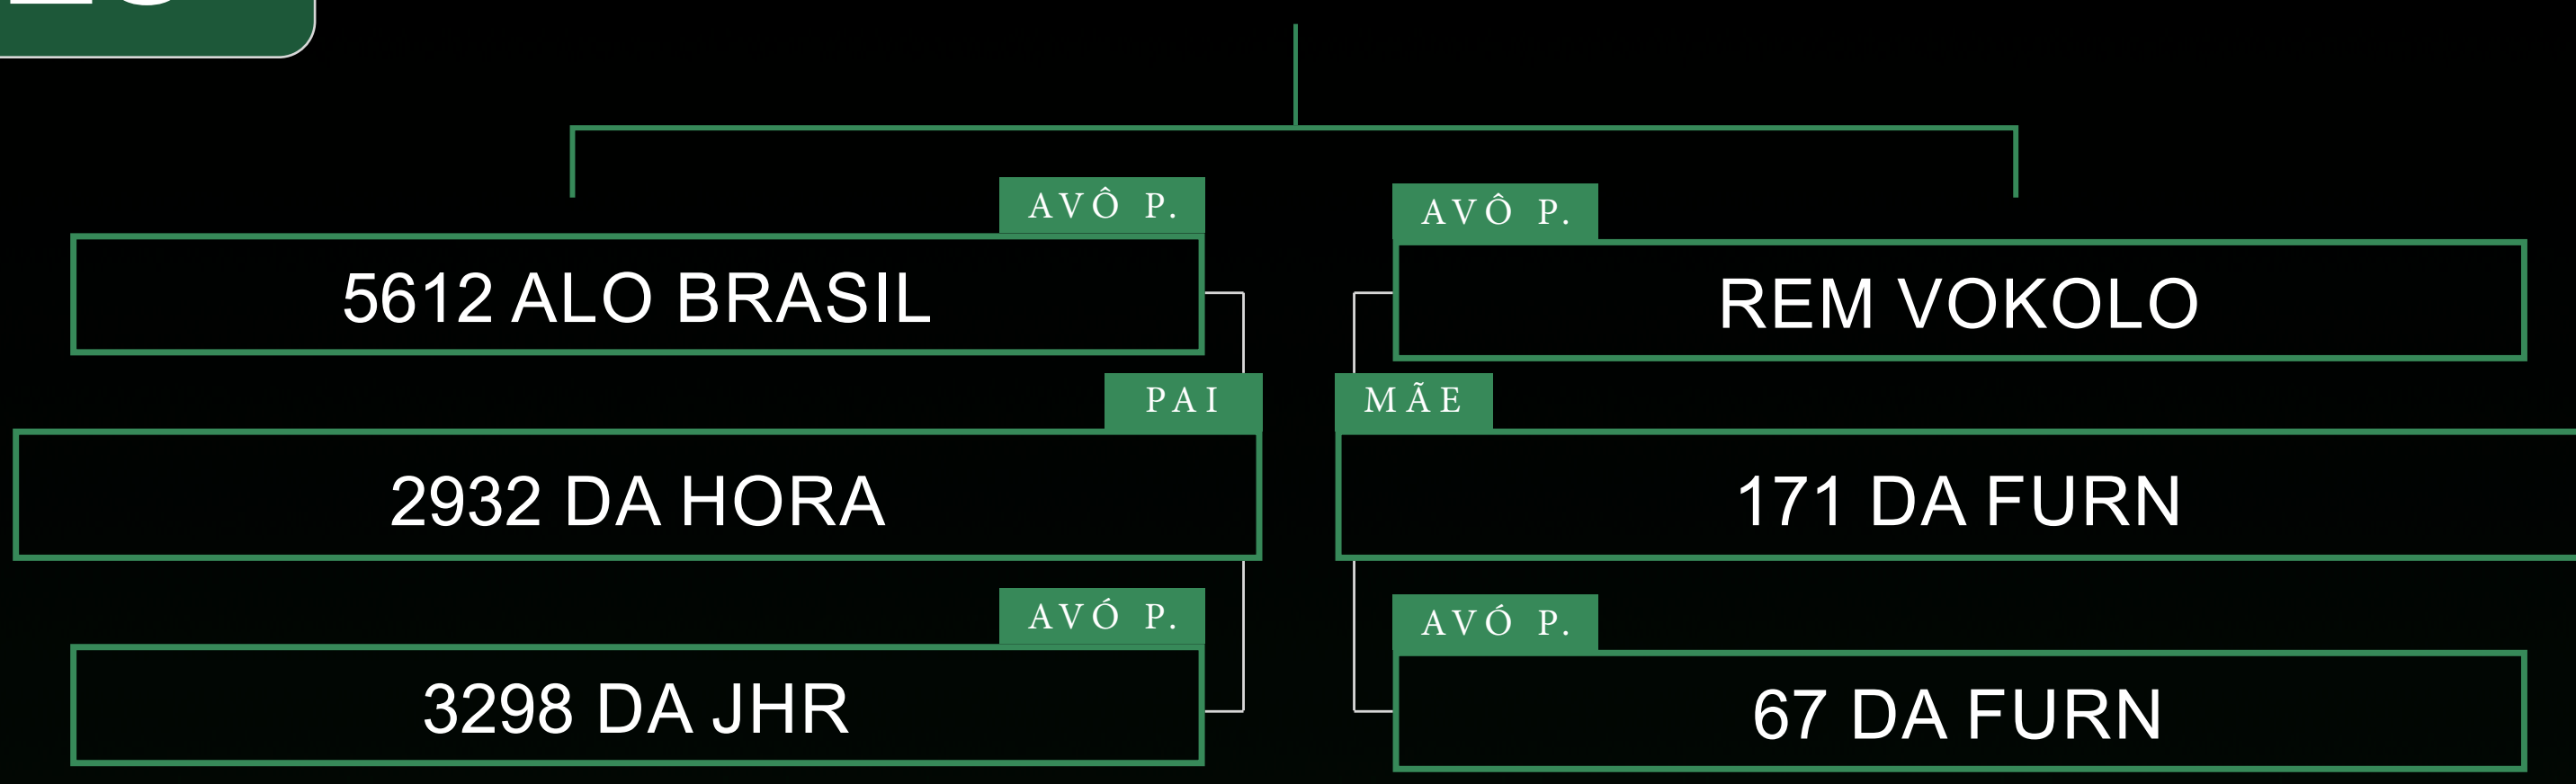 AVÔ P.
5612 ALO BRASIL
PAI
2932 DA HORA
AVÓ P.
3298 DA JHR
AVÔ P.
REM VOKOLO
MÃE
171 DA FURN
AVÓ P.
67 DA FURN